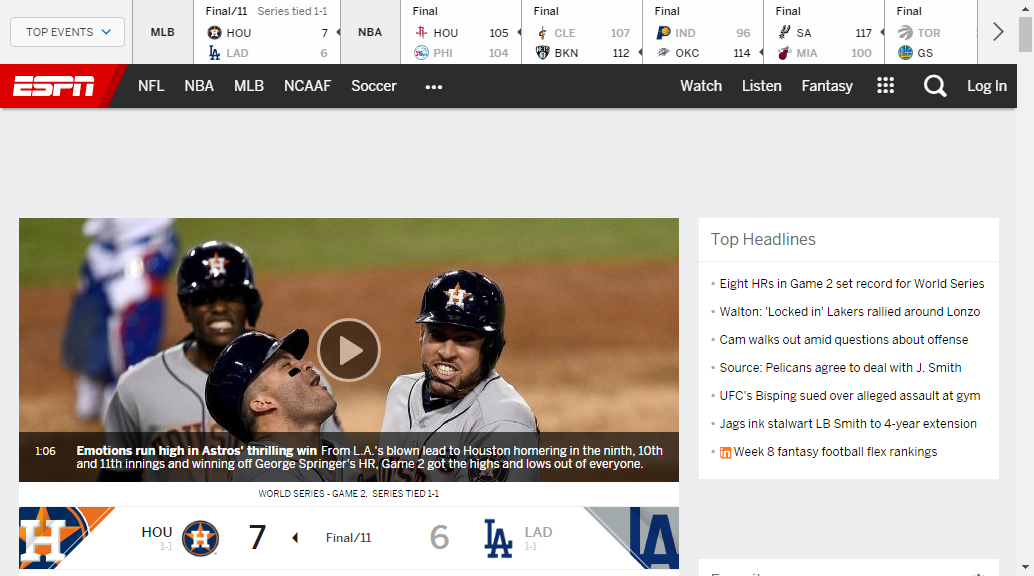 TOP EVENTS
MLB
Final/11 Series tied 1-1
HOU 7
LAD 6
NBA
Final
HOU 105
PHI 104
Final
CLE 107
BKN 112
Final
IND 96
OKC 114
Final
SA 117
MIA 100
Final
TOR
GS
ESPN
NFL NBA MLB NCAAF Soccer ••• Watch Listen Fantasy Log In
1:06 Emotions run high in Astros' thrilling win From L.A.'s blown lead to Houston homering in the ninth, 10th
and 11th innings and winning off George Springer's HR, Game 2 got the highs and lows out of everyone.
WORLD SERIES - GAME 2, SERIES TIED 1-1
HOU 7 Final/11 6 LAD
1-1 1-1
Top Headlines
Eight HRs in Game 2 set record for World Series
Walton: 'Locked in' Lakers rallied around Lonzo
Cam walks out amid questions about offense
Source: Pelicans agree to deal with J. Smith
UFC's Bisping sued over alleged assault at gym
Jags ink stalwart LB Smith to 4-year extension
Week 8 fantasy football flex rankings